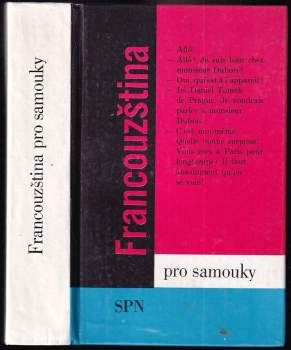 Francouzština pro samouky
Francouzština
— Allô.
— Allô! Je suis bien chez
monsieur Dubois?
— Oui, qui est à l'appareil?
— Ici Daniel Tomek
de Prague. Je voudrais
parler à monsieur
Dubois.
— C'est moi-même.
Quelle bonne surprise!
Vous êtes à Paris pour
longtemps? Il faut
absolument qu'on
se voie!
pro samouky
SPN